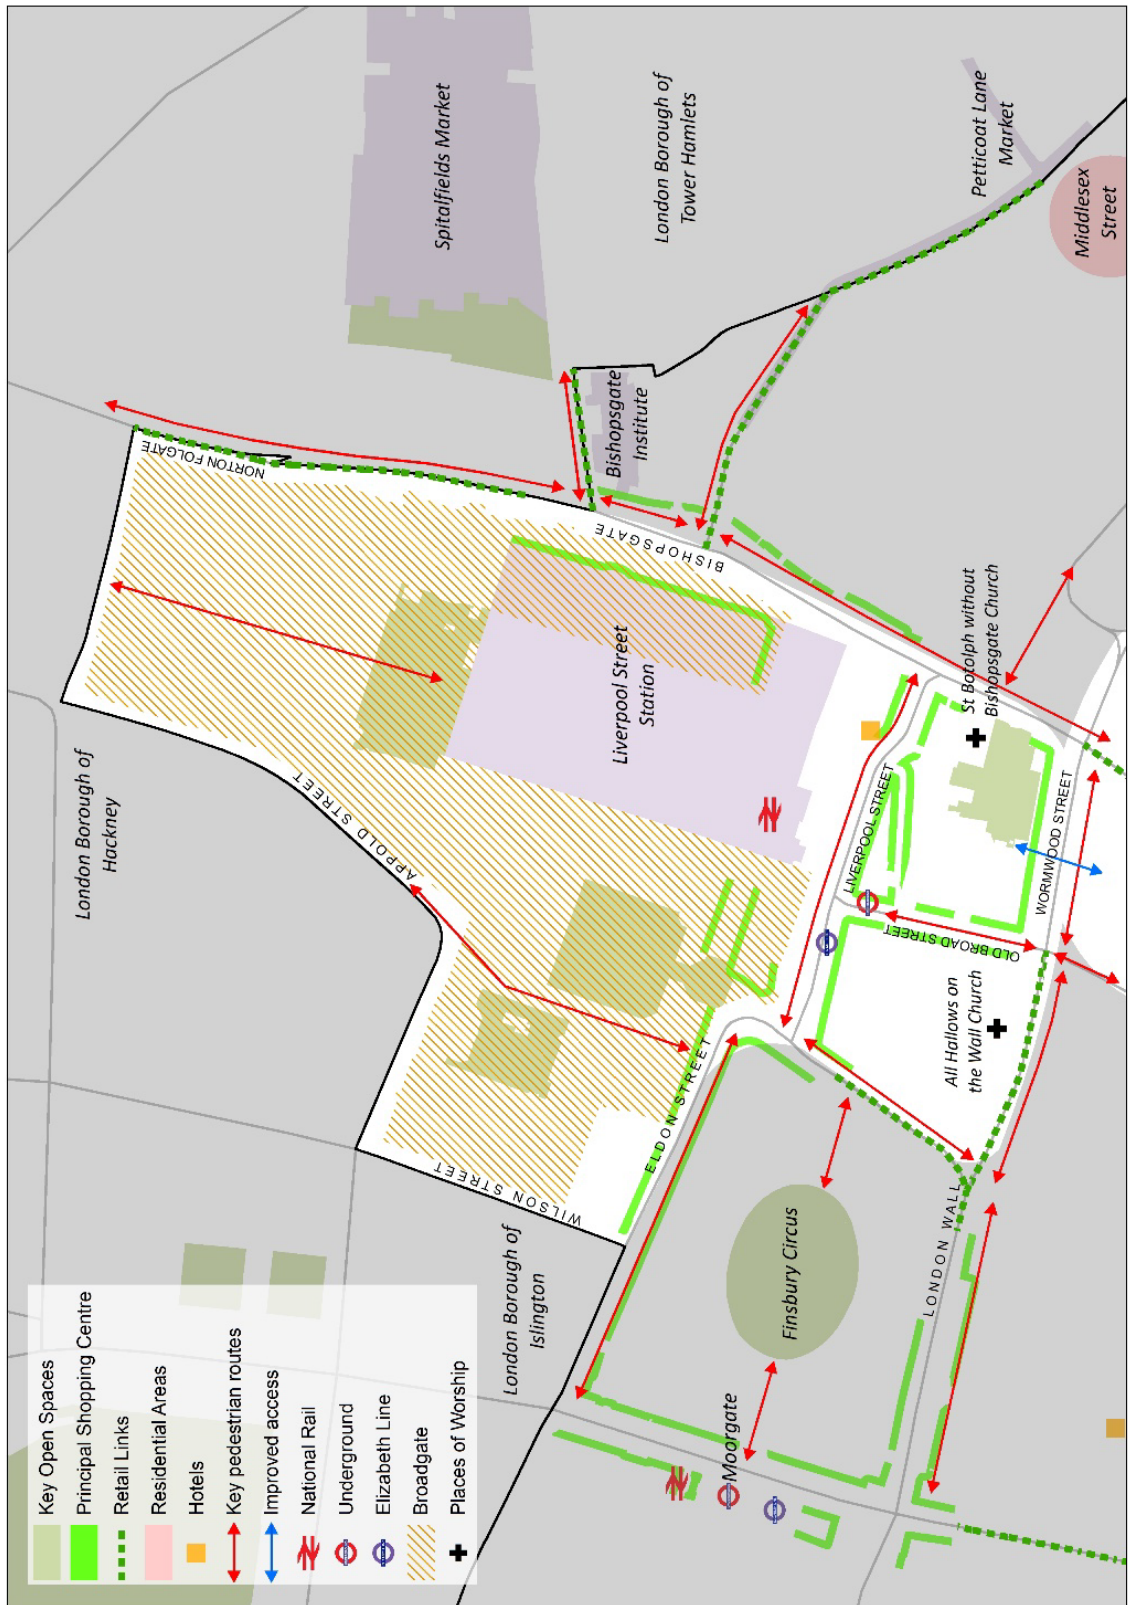 Key Open Spaces
Principal Shopping Centre
Retail Links
Residential Areas
Hotels
Key pedestrian routes
Improved access
National Rail
Underground
Elizabeth Line
Broadgate
Places of Worship
London Borough of
Hackney
London Borough of
Islington
Spitalfields Market
London Borough of
Tower Hamlets
Petticoat Lane
Market
Middlesex
Street
Bishopsgate
Institute
NORTON FOLGATE
BISHOPSGATE
APPOLD STREET
WILSON STREET
ELDON STREET
Liverpool Street
Station
LIVERPOOL STREET
OLD BROAD STREET
WORMWOOD STREET
St Botolph without
Bishopsgate Church
All Hallows on
the Wall Church
LONDON WALL
Finsbury Circus
Moorgate